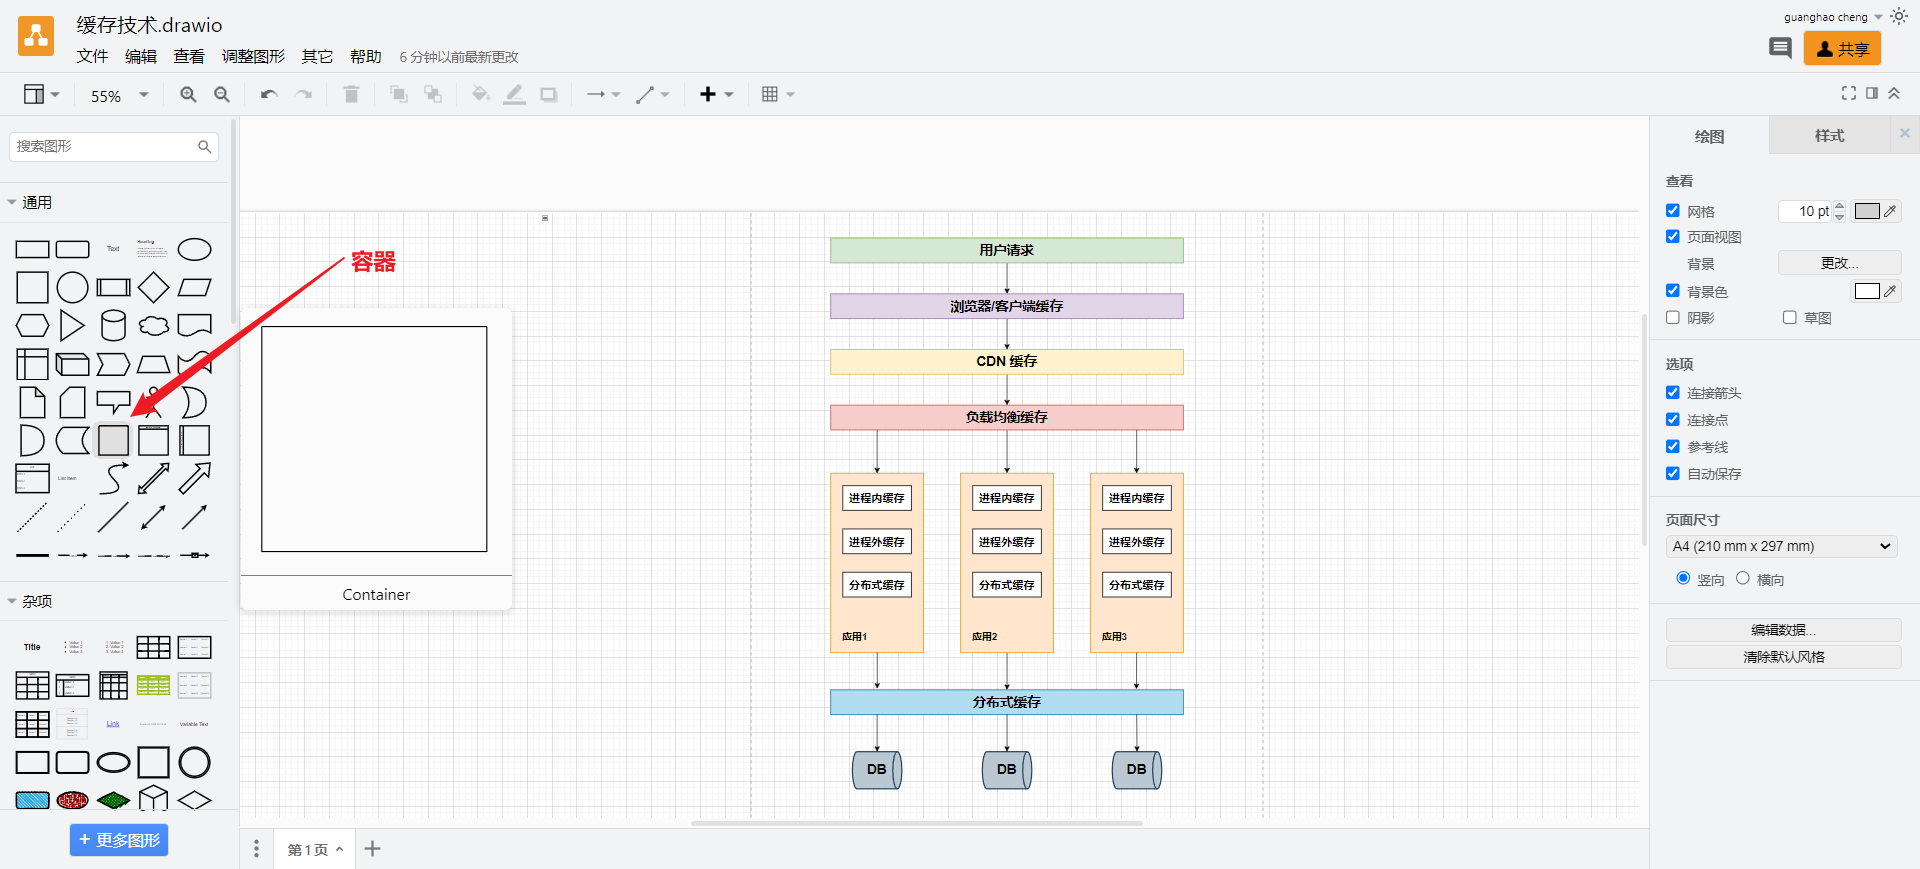 缓存技术.drawio
guanghao cheng
文件 编辑 查看 调整图形 其它 帮助 6 分钟以前最新更改
共享
55%
搜索图形
绘图 样式
通用
Text
Heading
容器
Container
List Item
杂项
Title
Link
Variable Text
+ 更多图形
用户请求
浏览器/客户端缓存
CDN 缓存
负载均衡缓存
进程内缓存 进程内缓存 进程内缓存
进程外缓存 进程外缓存 进程外缓存
分布式缓存 分布式缓存 分布式缓存
应用1 应用2 应用3
分布式缓存
DB DB DB
第1页
查看
网格 10 pt
页面视图
背景 更改...
背景色
阴影 草图
选项
连接箭头
连接点
参考线
自动保存
页面尺寸
A4 (210 mm x 297 mm)
竖向 横向
编辑数据...
清除默认风格